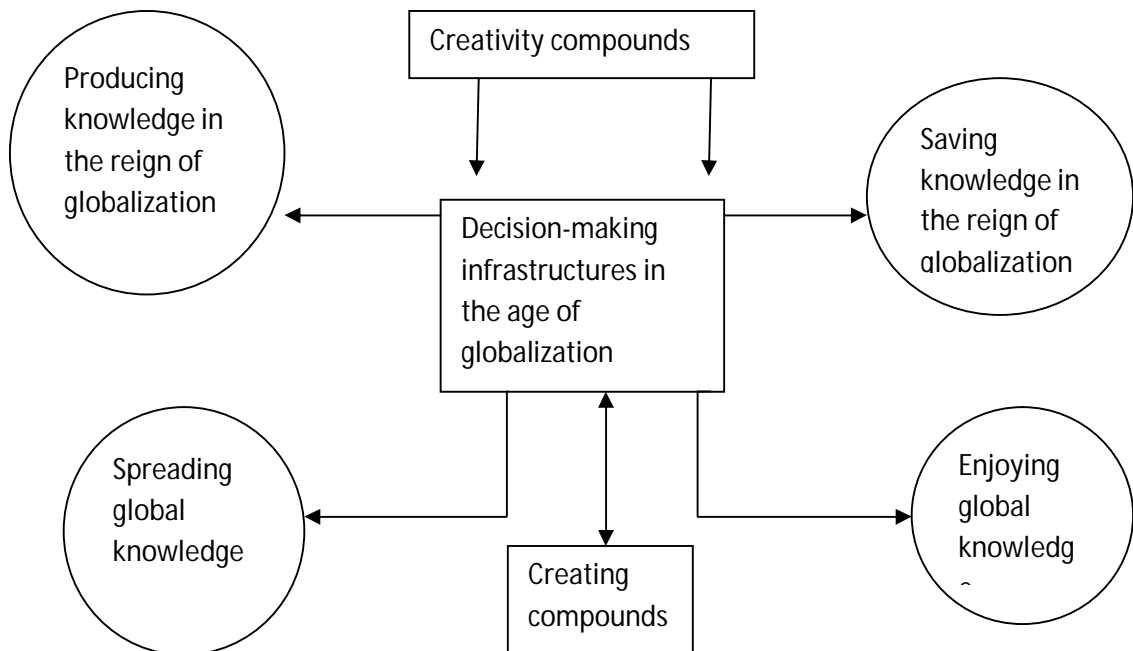 Creativity compounds
Producing
knowledge in
the reign of
globalization
Saving
knowledge in
the reign of
globalization
Decision-making
infrastructures in
the age of
globalization
Spreading
global
knowledge
Enjoying
global
knowledg
Creating
compounds